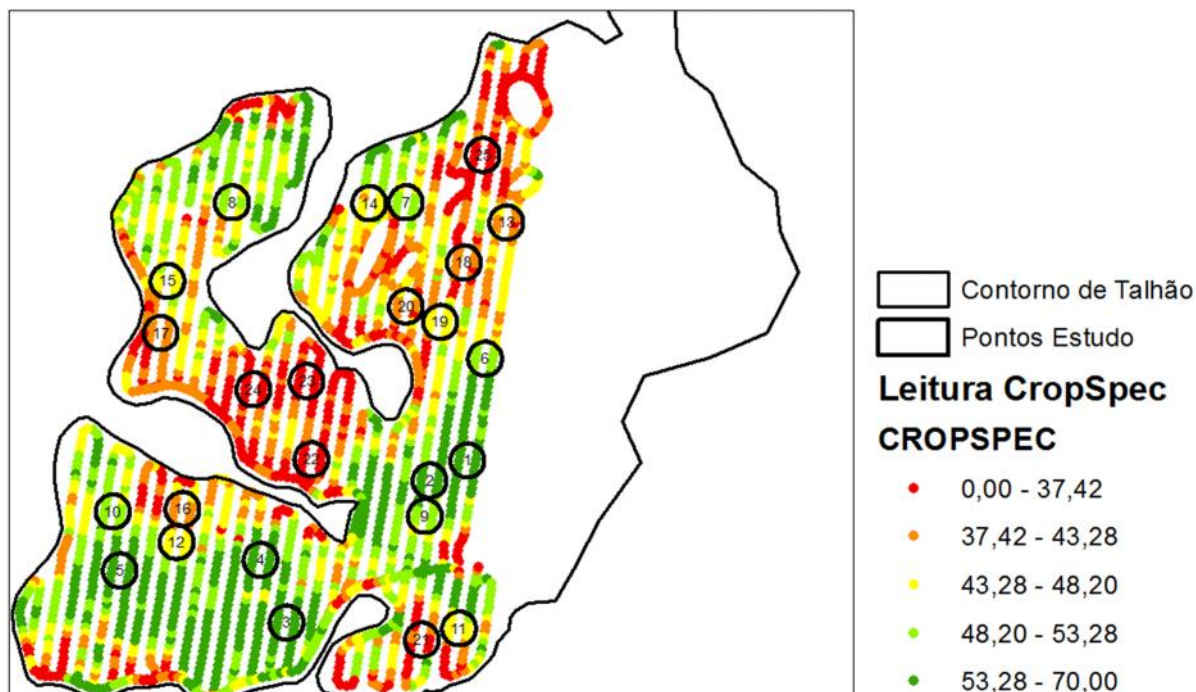 25
14
7
8
13
18
15
20
19
17
6
23
24
22
1
2
10
16
9
12
4
5
3
11
21
Contorno de Talhão
Pontos Estudo
Leitura CropSpec
CROPSPEC
0,00 - 37,42
37,42 - 43,28
43,28 - 48,20
48,20 - 53,28
53,28 - 70,00